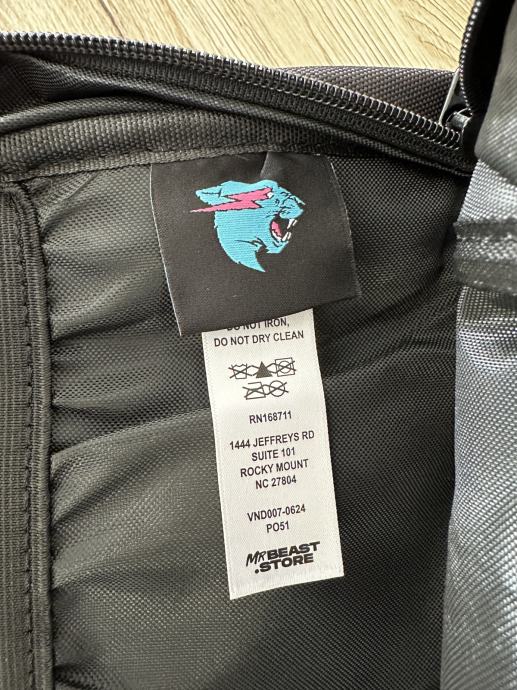 DO NOT IRON,
DO NOT DRY CLEAN
RN168711
1444 JEFFREYS RD
SUITE 101
ROCKY MOUNT
NC 27804
VND007-0624
PO51
MRBEAST
.STORE